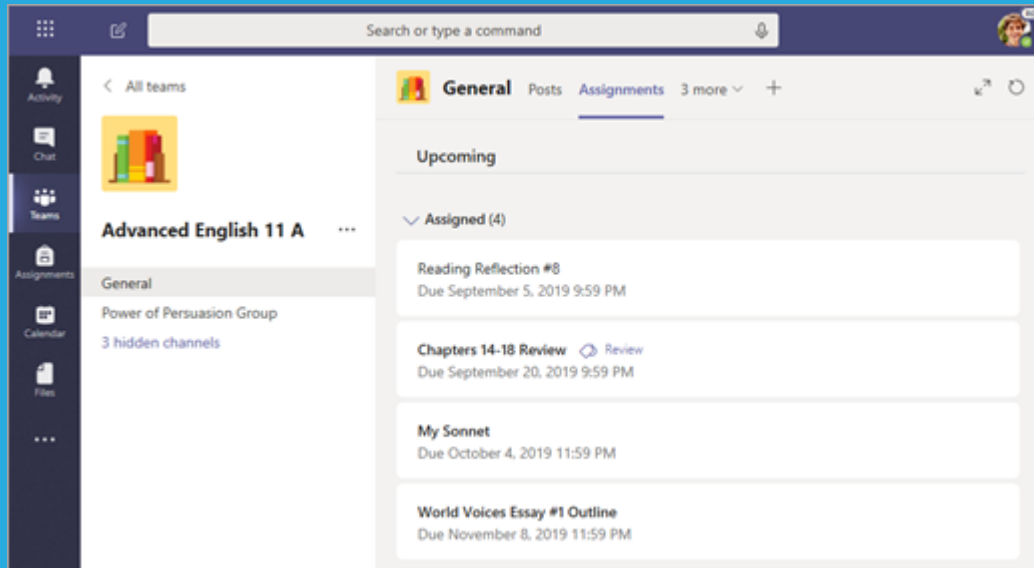 Search or type a command
Activity
Chat
Teams
Assignments
Calendar
Files
All teams
Advanced English 11 A
General
Power of Persuasion Group
3 hidden channels
General Posts Assignments 3 more
Upcoming
Assigned (4)
Reading Reflection #8
Due September 5, 2019 9:59 PM
Chapters 14-18 Review Review
Due September 20, 2019 9:59 PM
My Sonnet
Due October 4, 2019 11:59 PM
World Voices Essay #1 Outline
Due November 8, 2019 11:59 PM